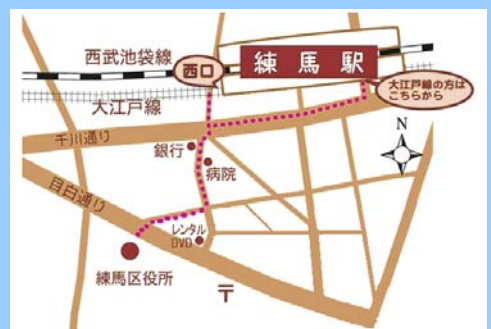 西武池袋線
西口
練馬駅
大江戸線の方は
こちらから
大江戸線
千川通り
N
銀行
病院
目白通り
レンタル
DVD
練馬区役所
〒